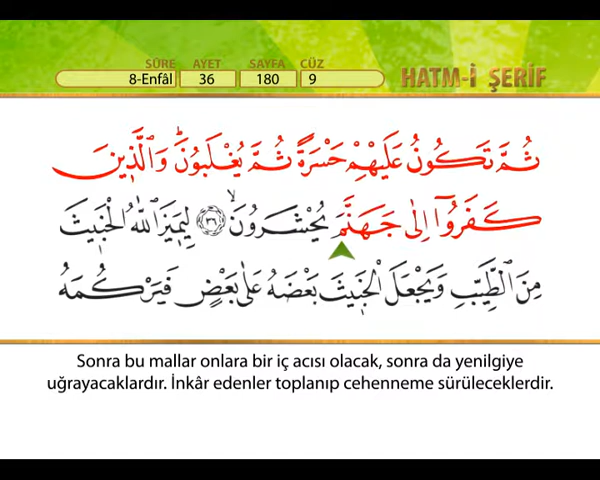 SÛRE AYET SAYFA CÜZ
8-Enfâl 36 180 9
HATM-İ ŞERİF
ثُمَّ تَكُونُ عَلَيْهِمْ حَسْرَةً ثُمَّ يُغْلَبُونَۜ وَالَّذ۪ينَ
كَفَرُٓوا اِلٰى جَهَنَّمَ يُحْشَرُونَۙ ﴿٣٦﴾ لِيَم۪يزَ اللّٰهُ الْخَب۪يثَ
مِنَ الطَّيِّبِ وَيَجْعَلَ الْخَب۪يثَ بَعْضَهُ عَلٰى بَعْضٍ فَيَرْكُمَهُ
Sonra bu mallar onlara bir iç acısı olacak, sonra da yenilgiye
uğrayacaklardır. İnkâr edenler toplanıp cehenneme sürüleceklerdir.